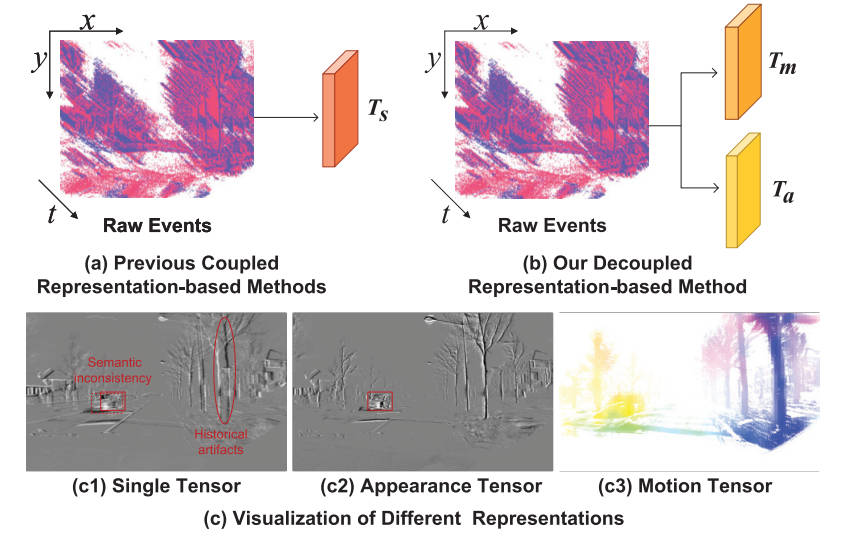 x
y
t
Raw Events
T_s
(a) Previous Coupled
Representation-based Methods
x
y
t
Raw Events
T_m
T_a
(b) Our Decoupled
Representation-based Method
Semantic
inconsistency
Historical
artifacts
(c1) Single Tensor
(c2) Appearance Tensor
(c3) Motion Tensor
(c) Visualization of Different Representations